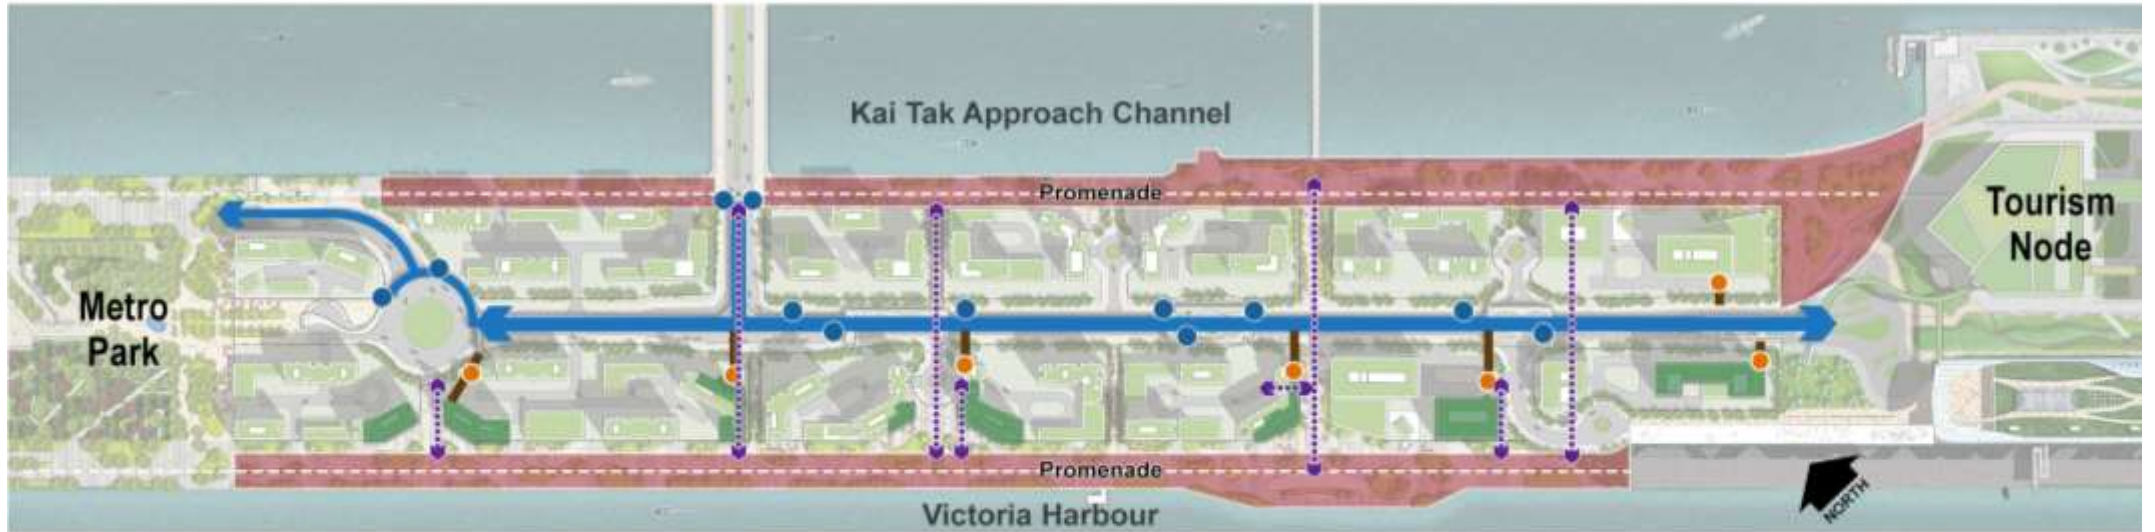 Kai Tak Approach Channel
Promenade
Tourism
Node
Metro
Park
Promenade
NORTH
Victoria Harbour